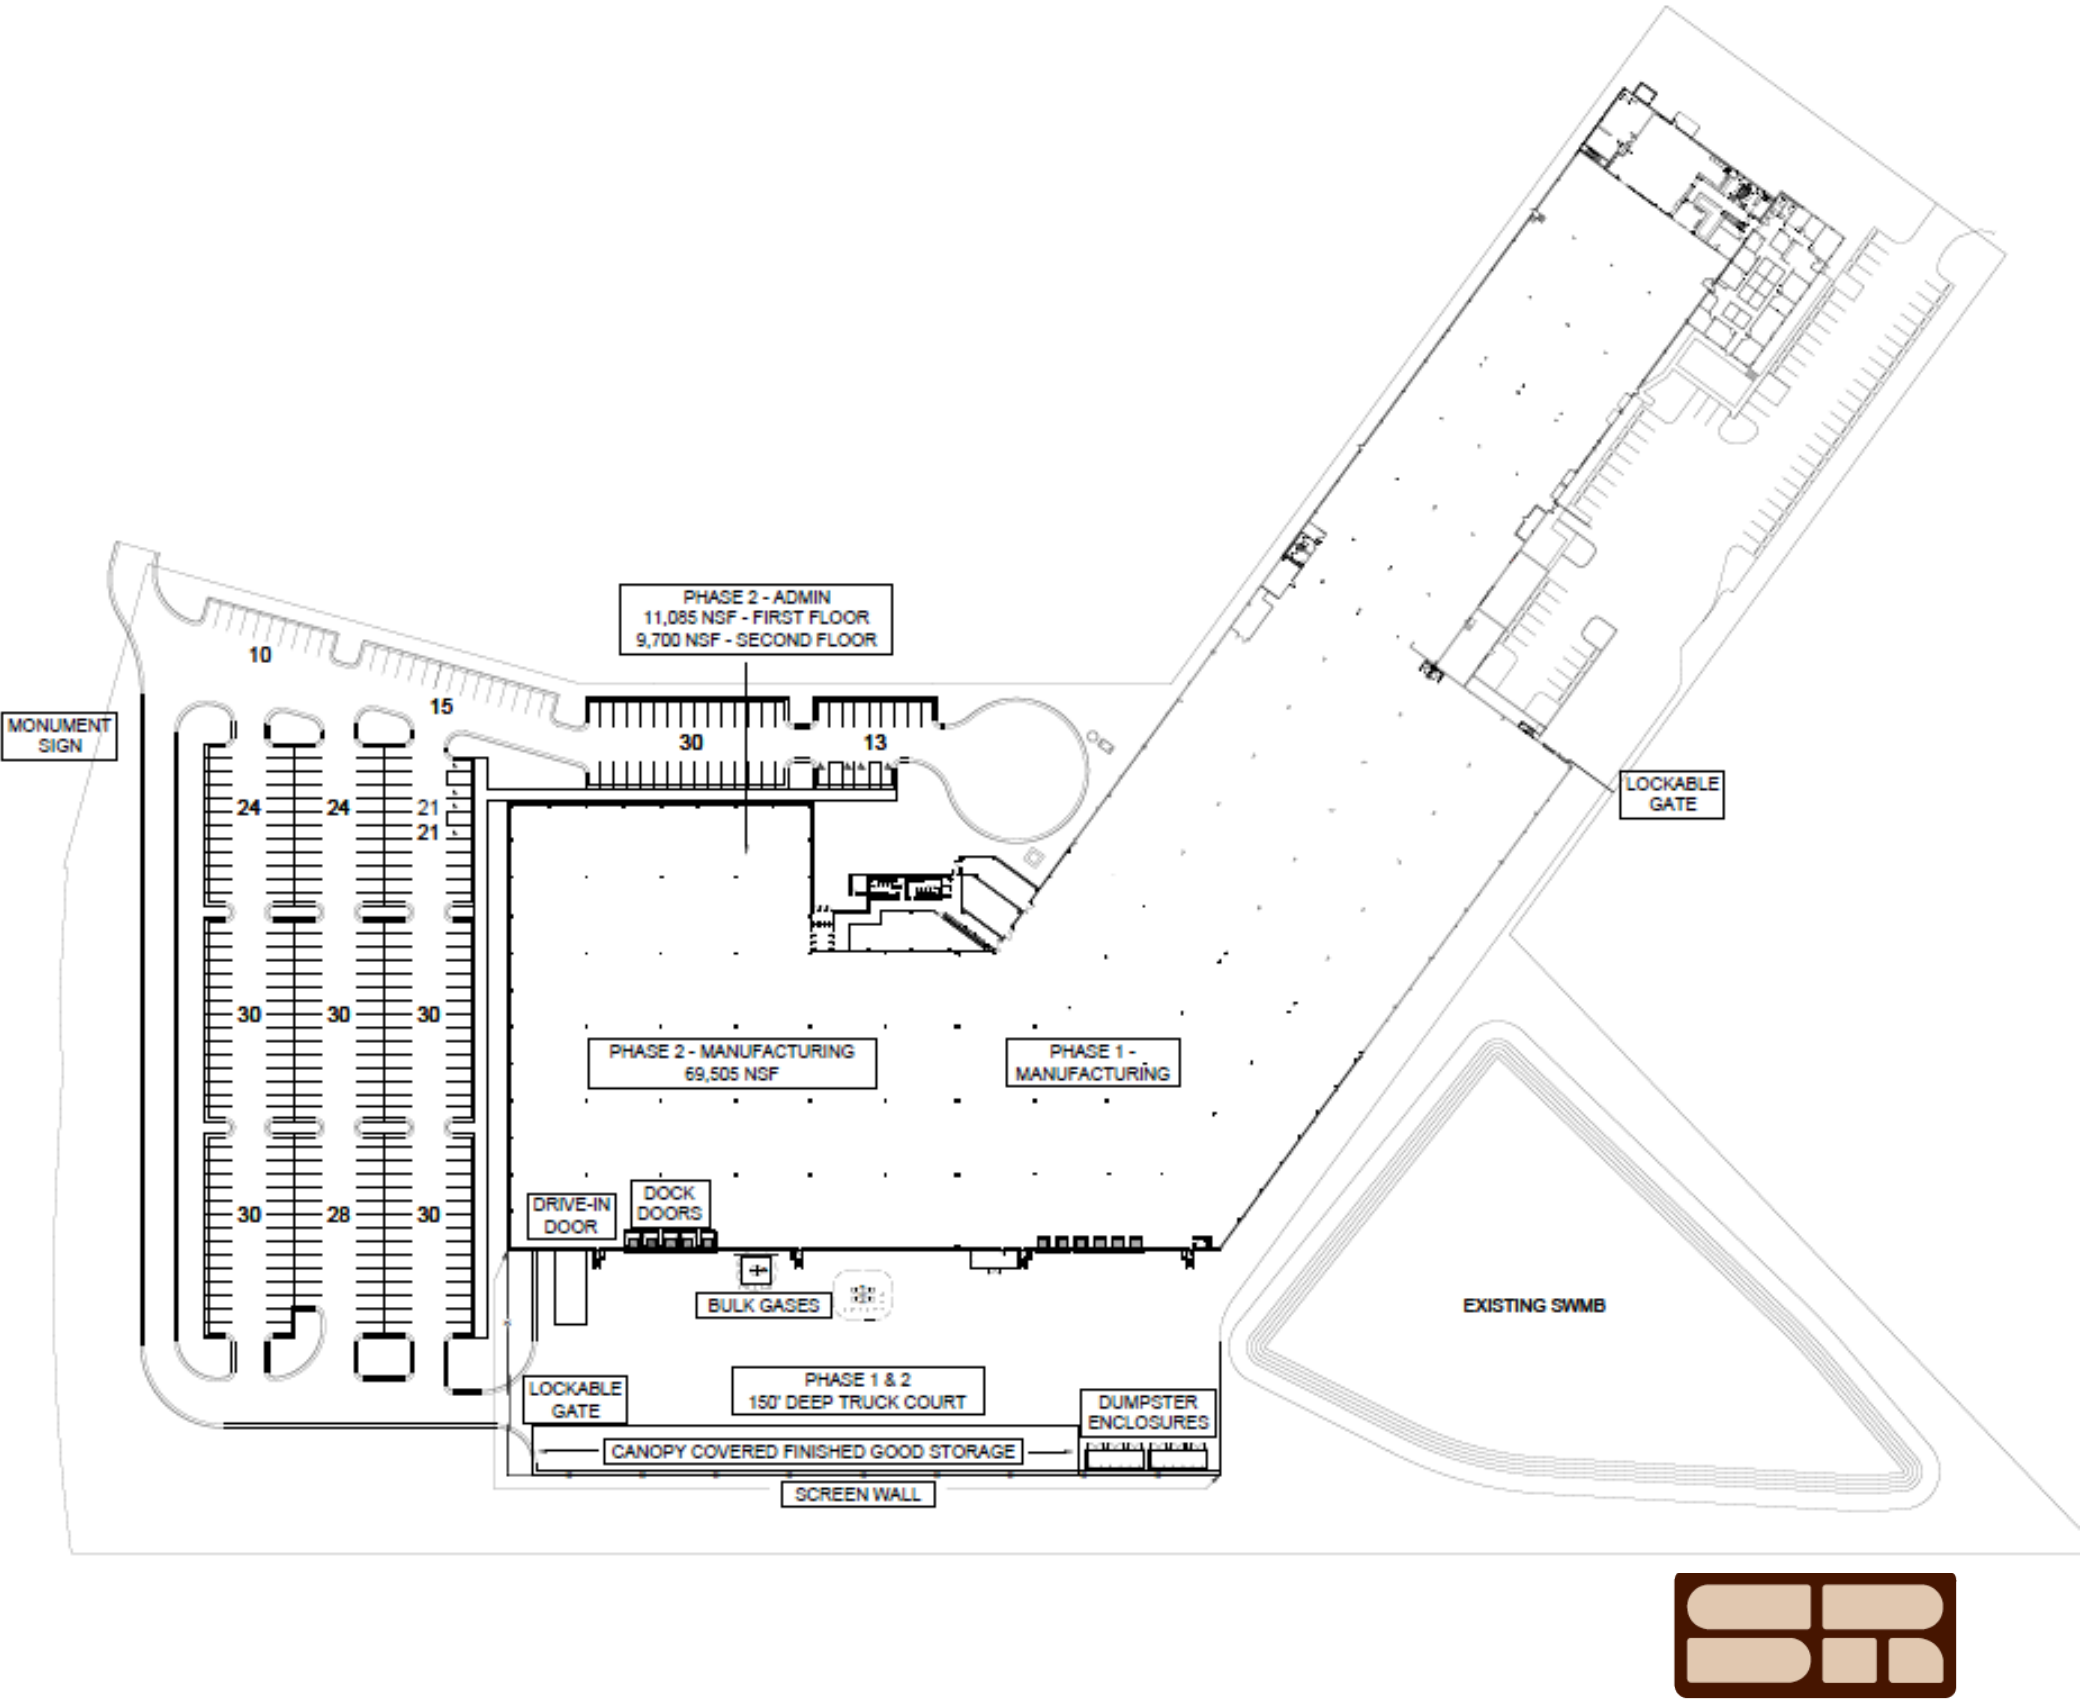 PHASE 2 - ADMIN
11,085 NSF - FIRST FLOOR
9,700 NSF - SECOND FLOOR
10
15
MONUMENT
SIGN
30
13
LOCKABLE
GATE
24
24
21
21
30
30
30
PHASE 2 - MANUFACTURING
69,505 NSF
PHASE 1 -
MANUFACTURING
DRIVE-IN
DOOR
DOCK
DOORS
30
28
30
BULK GASES
EXISTING SWMB
PHASE 1 & 2
150' DEEP TRUCK COURT
LOCKABLE
GATE
DUMPSTER
ENCLOSURES
CANOPY COVERED FINISHED GOOD STORAGE
SCREEN WALL